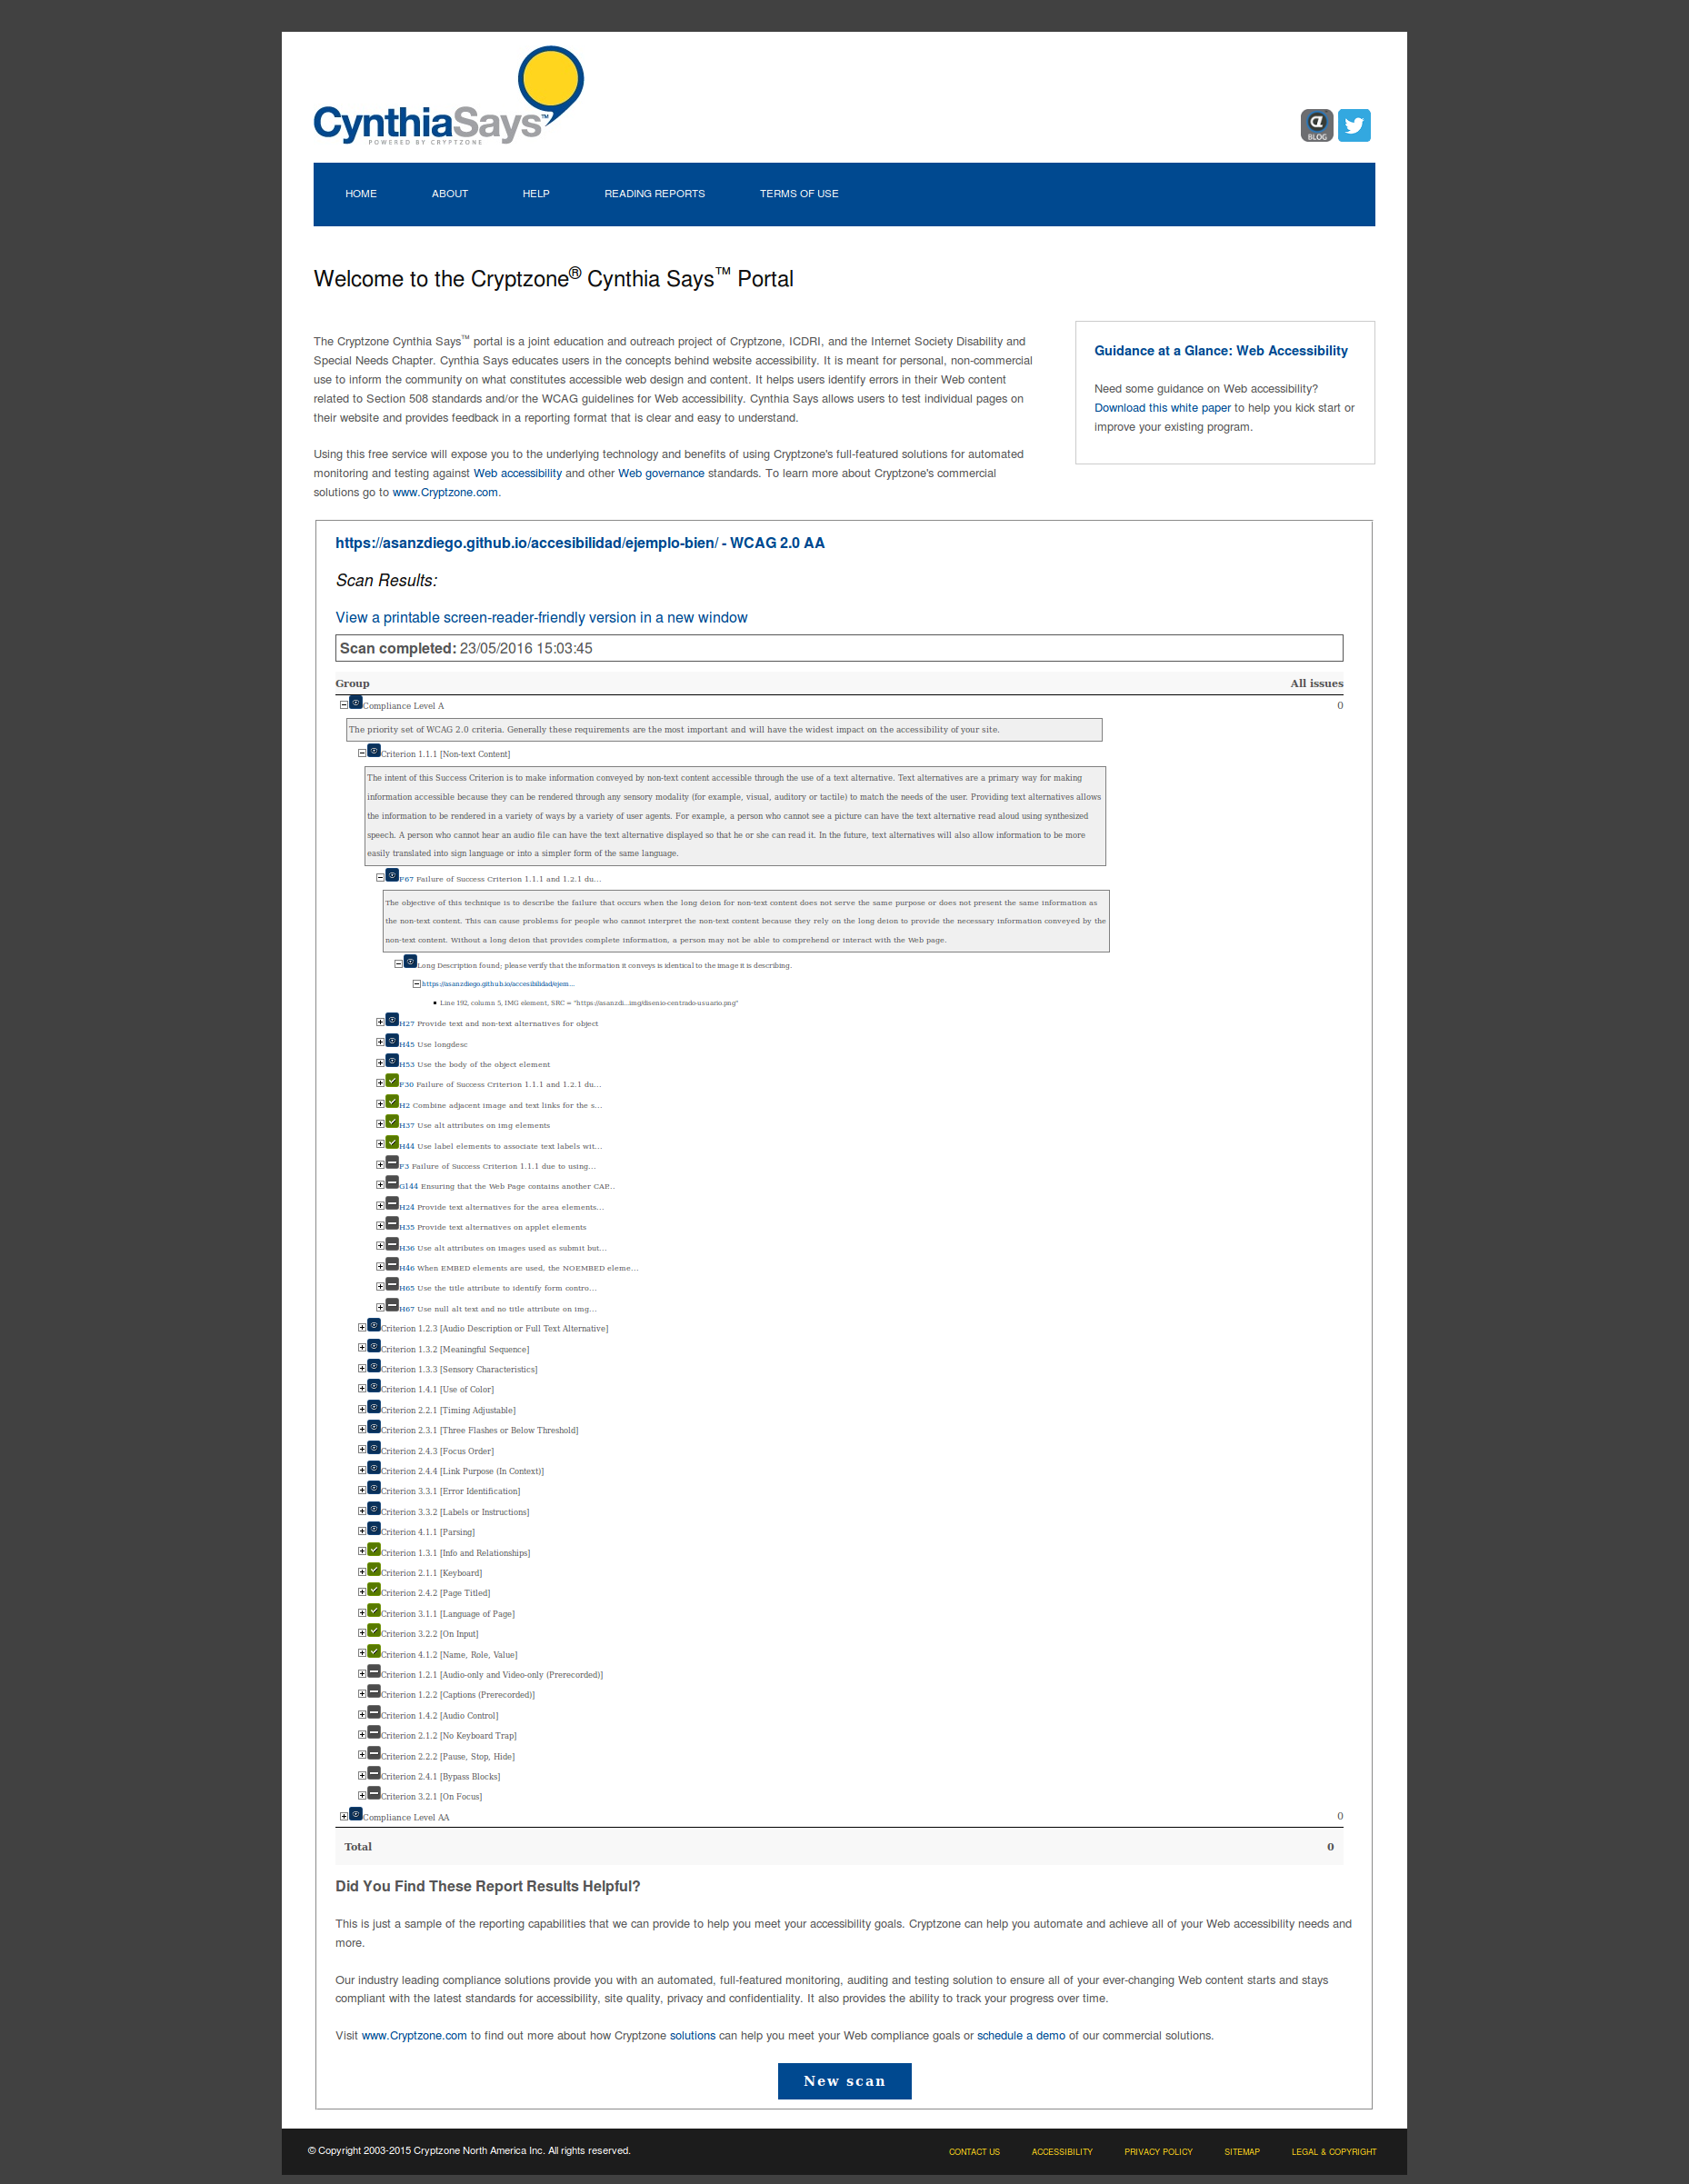 CynthiaSays™
POWERED BY CRYPTZONE
a
BLOG
HOME ABOUT HELP READING REPORTS TERMS OF USE
Welcome to the Cryptzone® Cynthia Says™ Portal
The Cryptzone Cynthia Says™ portal is a joint education and outreach project of Cryptzone, ICDRI, and the Internet Society Disability and
Special Needs Chapter. Cynthia Says educates users in the concepts behind website accessibility. It is meant for personal, non-commercial
use to inform the community on what constitutes accessible web design and content. It helps users identify errors in their Web content
related to Section 508 standards and/or the WCAG guidelines for Web accessibility. Cynthia Says allows users to test individual pages on
their website and provides feedback in a reporting format that is clear and easy to understand.
Using this free service will expose you to the underlying technology and benefits of using Cryptzone's full-featured solutions for automated
monitoring and testing against Web accessibility and other Web governance standards. To learn more about Cryptzone's commercial
solutions go to www.Cryptzone.com.
Guidance at a Glance: Web Accessibility
Need some guidance on Web accessibility?
Download this white paper to help you kick start or
improve your existing program.
https://asanzdiego.github.io/accesibilidad/ejemplo-bien/ - WCAG 2.0 AA
Scan Results:
View a printable screen-reader-friendly version in a new window
Scan completed: 23/05/2016 15:03:45
Group All issues
Compliance Level A 0
The priority set of WCAG 2.0 criteria. Generally these requirements are the most important and will have the widest impact on the accessibility of your site.
Criterion 1.1.1 [Non-text Content]
The intent of this Success Criterion is to make information conveyed by non-text content accessible through the use of a text alternative. Text alternatives are a primary way for making
information accessible because they can be rendered through any sensory modality (for example, visual, auditory or tactile) to match the needs of the user. Providing text alternatives allows
the information to be rendered in a variety of ways by a variety of user agents. For example, a person who cannot see a picture can have the text alternative read aloud using synthesized
speech. A person who cannot hear an audio file can have the text alternative displayed so that he or she can read it. In the future, text alternatives will also allow information to be more
easily translated into sign language or into a simpler form of the same language.
F67 Failure of Success Criterion 1.1.1 and 1.2.1 du...
The objective of this technique is to describe the failure that occurs when the long deion for non-text content does not serve the same purpose or does not present the same information as
the non-text content. This can cause problems for people who cannot interpret the non-text content because they rely on the long deion to provide the necessary information conveyed by the
non-text content. Without a long deion that provides complete information, a person may not be able to comprehend or interact with the Web page.
Long Description found; please verify that the information it conveys is identical to the image it is describing.
https://asanzdiego.github.io/accesibilidad/ejem...
Line 192, column 5, IMG element, SRC = "https://asanzdi...img/disenio-centrado-usuario.png"
H27 Provide text and non-text alternatives for object
H45 Use longdesc
H53 Use the body of the object element
F30 Failure of Success Criterion 1.1.1 and 1.2.1 du...
H2 Combine adjacent image and text links for the s...
H37 Use alt attributes on img elements
H44 Use label elements to associate text labels wit...
F3 Failure of Success Criterion 1.1.1 due to using...
G144 Ensuring that the Web Page contains another CAP...
H24 Provide text alternatives for the area elements...
H35 Provide text alternatives on applet elements
H36 Use alt attributes on images used as submit but...
H46 When EMBED elements are used, the NOEMBED eleme...
H65 Use the title attribute to identify form contro...
H67 Use null alt text and no title attribute on img...
Criterion 1.2.3 [Audio Description or Full Text Alternative]
Criterion 1.3.2 [Meaningful Sequence]
Criterion 1.3.3 [Sensory Characteristics]
Criterion 1.4.1 [Use of Color]
Criterion 2.2.1 [Timing Adjustable]
Criterion 2.3.1 [Three Flashes or Below Threshold]
Criterion 2.4.3 [Focus Order]
Criterion 2.4.4 [Link Purpose (In Context)]
Criterion 3.3.1 [Error Identification]
Criterion 3.3.2 [Labels or Instructions]
Criterion 4.1.1 [Parsing]
Criterion 1.3.1 [Info and Relationships]
Criterion 2.1.1 [Keyboard]
Criterion 2.4.2 [Page Titled]
Criterion 3.1.1 [Language of Page]
Criterion 3.2.2 [On Input]
Criterion 4.1.2 [Name, Role, Value]
Criterion 1.2.1 [Audio-only and Video-only (Prerecorded)]
Criterion 1.2.2 [Captions (Prerecorded)]
Criterion 1.4.2 [Audio Control]
Criterion 2.1.2 [No Keyboard Trap]
Criterion 2.2.2 [Pause, Stop, Hide]
Criterion 2.4.1 [Bypass Blocks]
Criterion 3.2.1 [On Focus]
Compliance Level AA 0
Total 0
Did You Find These Report Results Helpful?
This is just a sample of the reporting capabilities that we can provide to help you meet your accessibility goals. Cryptzone can help you automate and achieve all of your Web accessibility needs and
more.
Our industry leading compliance solutions provide you with an automated, full-featured monitoring, auditing and testing solution to ensure all of your ever-changing Web content starts and stays
compliant with the latest standards for accessibility, site quality, privacy and confidentiality. It also provides the ability to track your progress over time.
Visit www.Cryptzone.com to find out more about how Cryptzone solutions can help you meet your Web compliance goals or schedule a demo of our commercial solutions.
New scan
© Copyright 2003-2015 Cryptzone North America Inc. All rights reserved.
CONTACT US ACCESSIBILITY PRIVACY POLICY SITEMAP LEGAL & COPYRIGHT